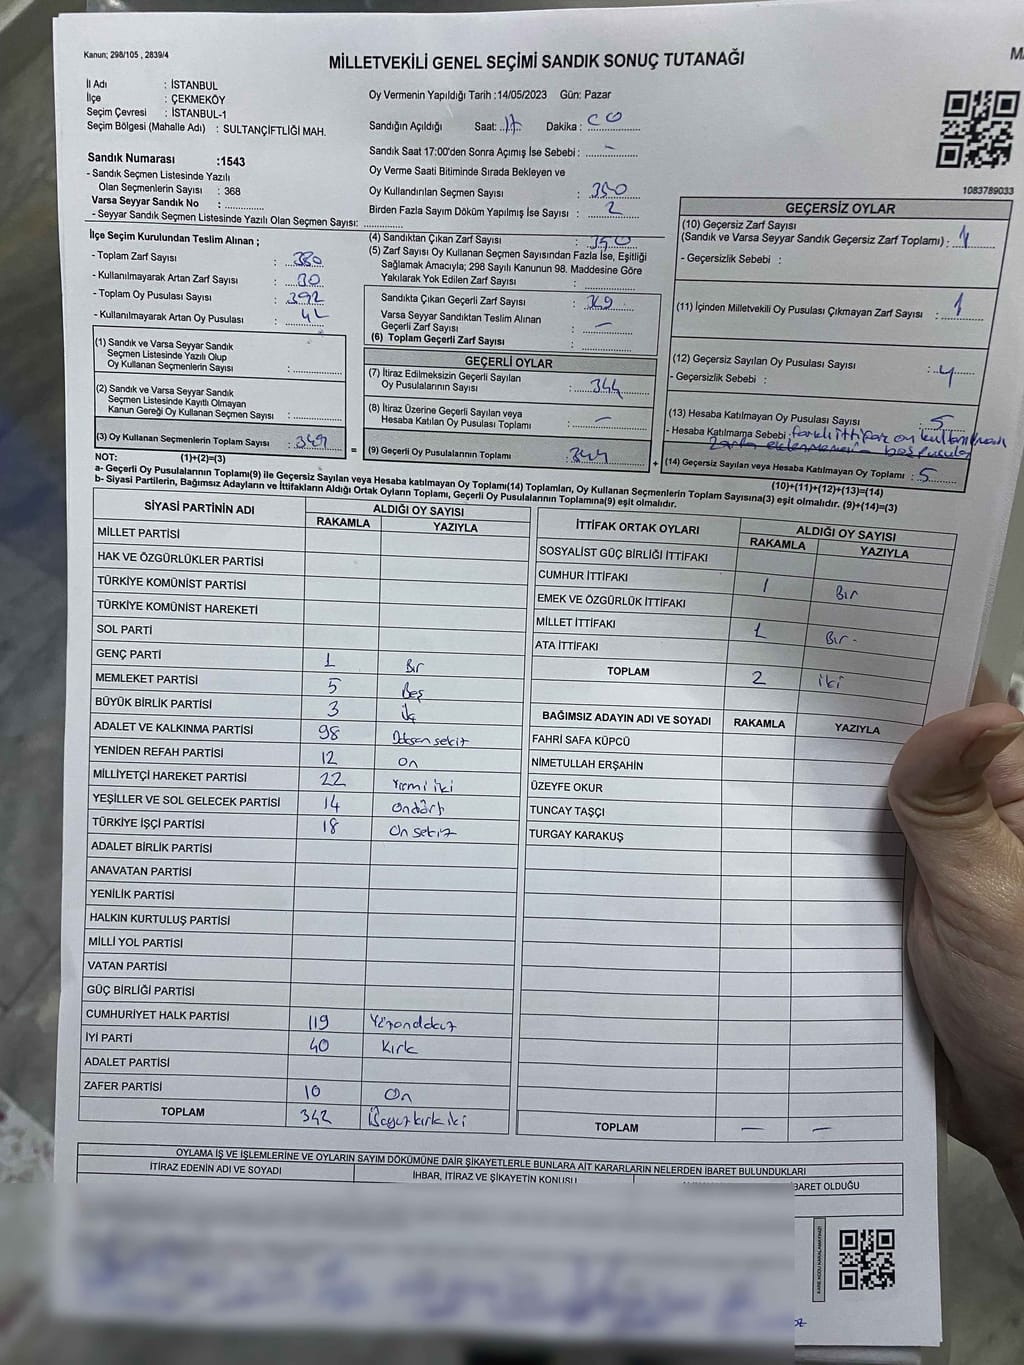 Kanun; 298/105 , 2839/4
MİLLETVEKİLİ GENEL SEÇİMİ SANDIK SONUÇ TUTANAĞI
İl Adı : İSTANBUL
İlçe : ÇEKMEKÖY
Seçim Çevresi : İSTANBUL-1
Seçim Bölgesi (Mahalle Adı) : SULTANÇİFTLİĞİ MAH.
Sandık Numarası :1543
- Sandık Seçmen Listesinde Yazılı
Olan Seçmenlerin Sayısı : 368
Varsa Seyyar Sandık No :
- Seyyar Sandık Seçmen Listesinde Yazılı Olan Seçmen Sayısı:
İlçe Seçim Kurulundan Teslim Alınan ;
- Toplam Zarf Sayısı : 380
- Kullanılmayarak Artan Zarf Sayısı : 30
- Toplam Oy Pusulası Sayısı : 392
- Kullanılmayarak Artan Oy Pusulası : 42
(1) Sandık ve Varsa Seyyar Sandık
Seçmen Listesinde Yazılı Olup
Oy Kullanan Seçmenlerin Sayısı :
(2) Sandık ve Varsa Seyyar Sandık
Seçmen Listesinde Kayıtlı Olmayan
Kanun Gereği Oy Kullanan Seçmen Sayısı :
(3) Oy Kullanan Seçmenlerin Toplam Sayısı : 349
Oy Vermenin Yapıldığı Tarih :14/05/2023 Gün: Pazar
Sandığın Açıldığı Saat: 17 Dakika : 00
Sandık Saat 17:00'den Sonra Açımış İse Sebebi : -
Oy Verme Saati Bitiminde Sırada Bekleyen ve
Oy Kullandırılan Seçmen Sayısı : 350
Birden Fazla Sayım Döküm Yapılmış İse Sayısı : 2
(4) Sandıktan Çıkan Zarf Sayısı : 350
(5) Zarf Sayısı Oy Kullanan Seçmen Sayısından Fazla İse, Eşitliği
Sağlamak Amacıyla; 298 Sayılı Kanunun 98. Maddesine Göre
Yakılarak Yok Edilen Zarf Sayısı :
Sandıkta Çıkan Geçerli Zarf Sayısı : 349
Varsa Seyyar Sandıktan Teslim Alınan
Geçerli Zarf Sayısı : -
(6) Toplam Geçerli Zarf Sayısı :
GEÇERLİ OYLAR
(7) İtiraz Edilmeksizin Geçerli Sayılan
Oy Pusulalarının Sayısı : 344
(8) İtiraz Üzerine Geçerli Sayılan veya
Hesaba Katılan Oy Pusulaları Toplamı : -
= (9) Geçerli Oy Pusulalarının Toplamı : 344 +
1083789033
GEÇERSİZ OYLAR
(10) Geçersiz Zarf Sayısı
(Sandık ve Varsa Seyyar Sandık Geçersiz Zarf Toplamı) : 1
- Geçersizlik Sebebi :
(11) İçinden Milletvekili Oy Pusulası Çıkmayan Zarf Sayısı : 1
(12) Geçersiz Sayılan Oy Pusulası Sayısı : 4
- Geçersizlik Sebebi :
(13) Hesaba Katılmayan Oy Pusulası Sayısı : 5
- Hesaba Katılmama Sebebi : farklı ittifak oy
(14) Geçersiz Sayılan veya Hesaba Katılmayan Oy Toplamı : 5
NOT: (1)+(2)=(3)
(10)+(11)+(12)+(13)=(14)
a- Geçerli Oy Pusulalarının Toplamı(9) ile Geçersiz Sayılan veya Hesaba katılmayan Oy Toplamı(14) Toplamları, Oy Kullanan Seçmenlerin Toplam Sayısına(3) eşit olmalıdır. (9)+(14)=(3)
b- Siyasi Partilerin, Bağımsız Adayların ve İttifakların Aldığı Ortak Oyların Toplamı, Geçerli Oy Pusulalarının Toplamına(9) eşit olmalıdır.
SİYASİ PARTİNİN ADI ALDIĞI OY SAYISI
RAKAMLA YAZIYLA
MİLLET PARTİSİ
HAK VE ÖZGÜRLÜKLER PARTİSİ
TÜRKİYE KOMÜNİST PARTİSİ
TÜRKİYE KOMÜNİST HAREKETİ
SOL PARTİ
GENÇ PARTİ 1 Bir
MEMLEKET PARTİSİ 5 Beş
BÜYÜK BİRLİK PARTİSİ 3 Üç
ADALET VE KALKINMA PARTİSİ 98 Doksan sekiz
YENİDEN REFAH PARTİSİ 12 On
MİLLİYETÇİ HAREKET PARTİSİ 22 Yirmi iki
YEŞİLLER VE SOL GELECEK PARTİSİ 14 Ondört
TÜRKİYE İŞÇİ PARTİSİ 18 On sekiz
ADALET BİRLİK PARTİSİ
ANAVATAN PARTİSİ
YENİLİK PARTİSİ
HALKIN KURTULUŞ PARTİSİ
MİLLİ YOL PARTİSİ
VATAN PARTİSİ
GÜÇ BİRLİĞİ PARTİSİ
CUMHURİYET HALK PARTİSİ 119 Yüzondokuz
İYİ PARTİ 40 Kırk
ADALET PARTİSİ
ZAFER PARTİSİ 10 On
TOPLAM 342 Üçyüzkırkiki
İTTİFAK ORTAK OYLARI ALDIĞI OY SAYISI
RAKAMLA YAZIYLA
SOSYALİST GÜÇ BİRLİĞİ İTTİFAKI
CUMHUR İTTİFAKI 1 Bir
EMEK VE ÖZGÜRLÜK İTTİFAKI
MİLLET İTTİFAKI 1 Bir -
ATA İTTİFAKI
TOPLAM 2 iki
BAĞIMSIZ ADAYIN ADI VE SOYADI RAKAMLA YAZIYLA
FAHRİ SAFA KÜPCÜ
NİMETULLAH ERŞAHİN
ÜZEYFE OKUR
TUNCAY TAŞÇI
TURGAY KARAKUŞ
TOPLAM - -
OYLAMA İŞ VE İŞLEMLERİNE VE OYLARIN SAYIM DÖKÜMÜNE DAİR ŞİKAYETLERLE BUNLARA AİT KARARLARIN NELERDEN İBARET BULUNDUKLARI
İTİRAZ EDENİN ADI VE SOYADI İHBAR, İTİRAZ VE ŞİKAYETİN KONUSU İBARET OLDUĞU